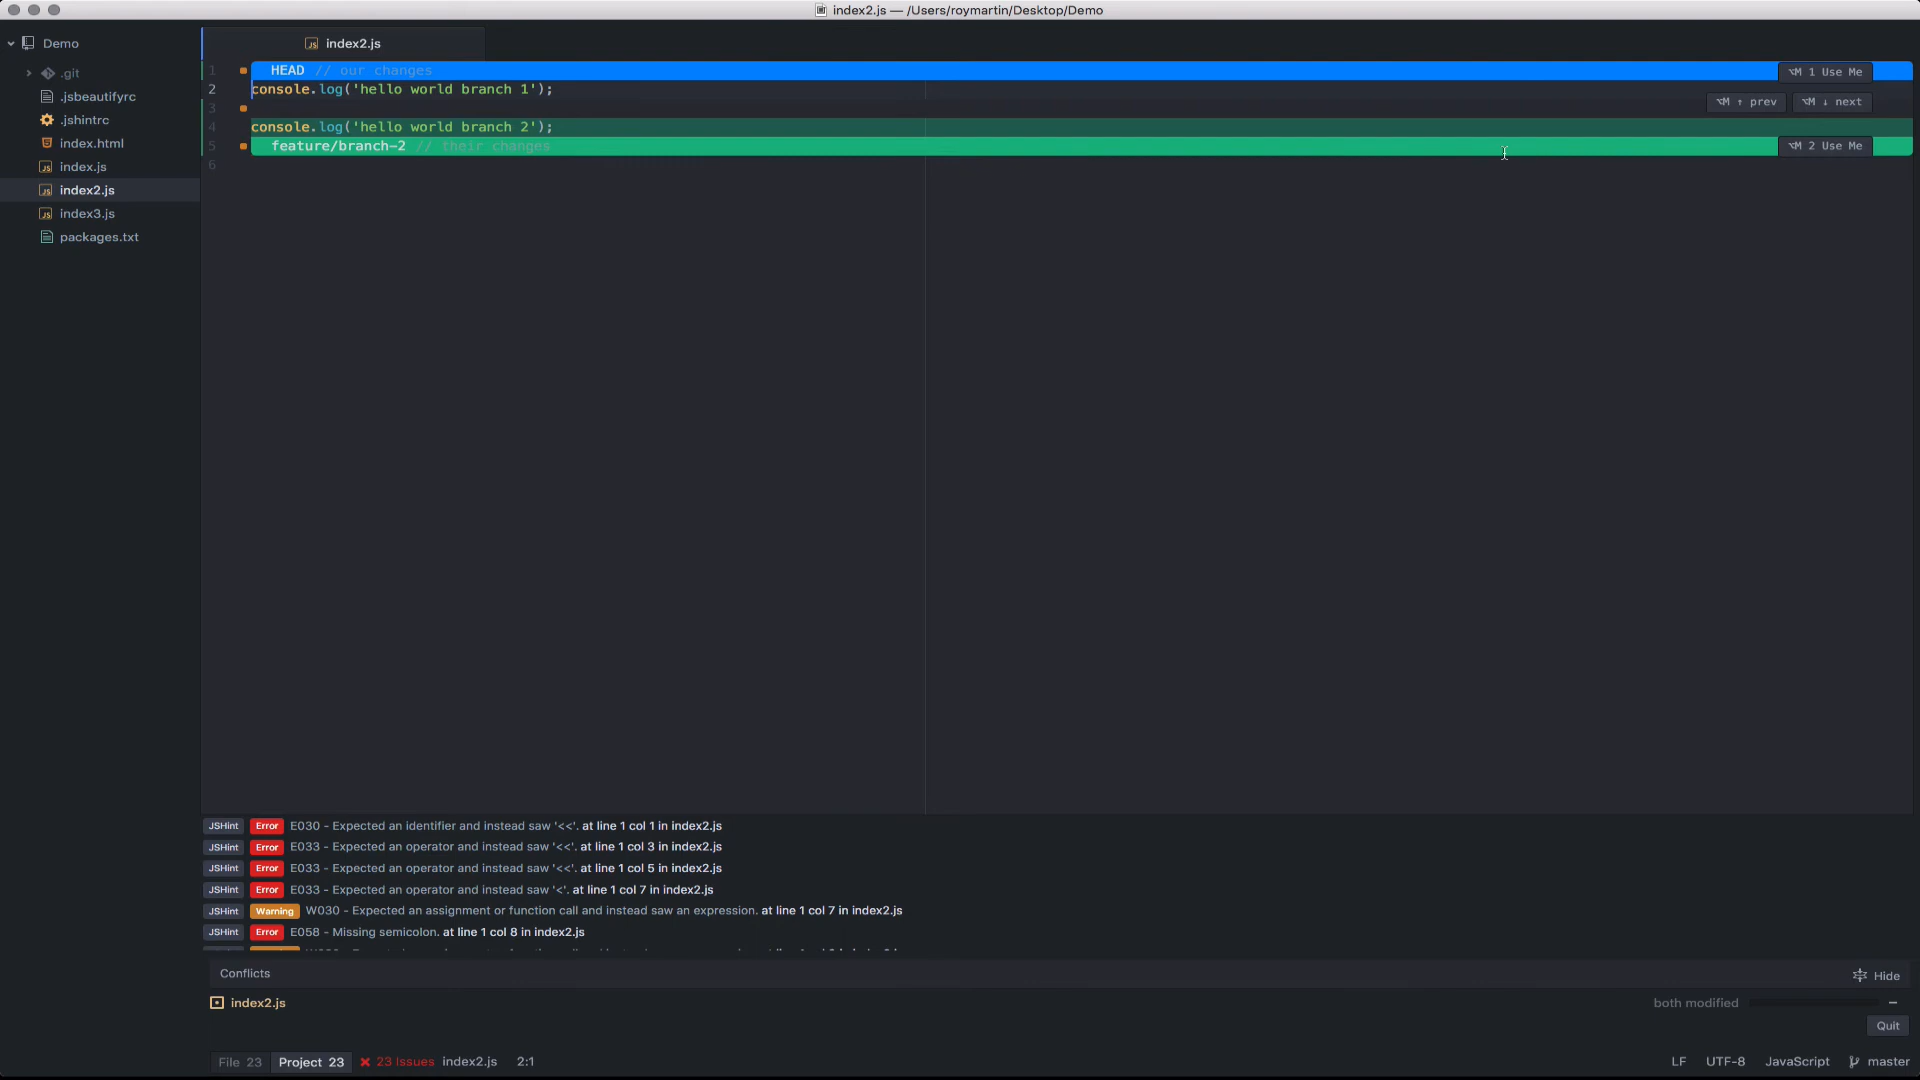 index2.js — /Users/roymartin/Desktop/Demo
Demo
.git
.jsbeautifyrc
.jshintrc
index.html
index.js
index2.js
index3.js
packages.txt
index2.js
1 HEAD // our changes
⌥M 1 Use Me
2 console.log('hello world branch 1');
⌥M ↑ prev ⌥M ↓ next
3
4 console.log('hello world branch 2');
5 feature/branch-2 // their changes
⌥M 2 Use Me
6
JSHint Error E030 - Expected an identifier and instead saw '<<'. at line 1 col 1 in index2.js
JSHint Error E033 - Expected an operator and instead saw '<<'. at line 1 col 3 in index2.js
JSHint Error E033 - Expected an operator and instead saw '<<'. at line 1 col 5 in index2.js
JSHint Error E033 - Expected an operator and instead saw '<'. at line 1 col 7 in index2.js
JSHint Warning W030 - Expected an assignment or function call and instead saw an expression. at line 1 col 7 in index2.js
JSHint Error E058 - Missing semicolon. at line 1 col 8 in index2.js
Conflicts
Hide
index2.js
both modified
Quit
File 23 Project 23 23 Issues index2.js 2:1
LF UTF-8 JavaScript master